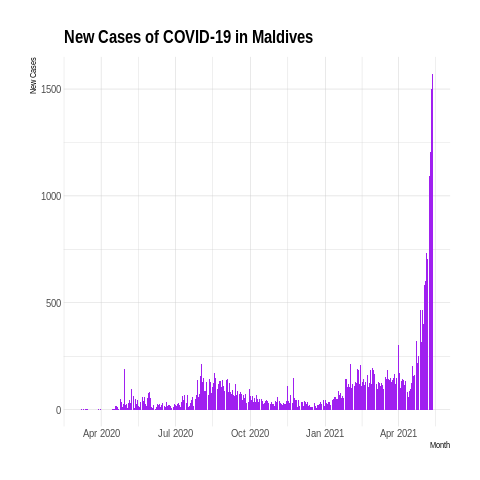 New Cases of COVID-19 in Maldives
New Cases
1500
1000
500
0
Apr 2020 Jul 2020 Oct 2020 Jan 2021 Apr 2021
Month